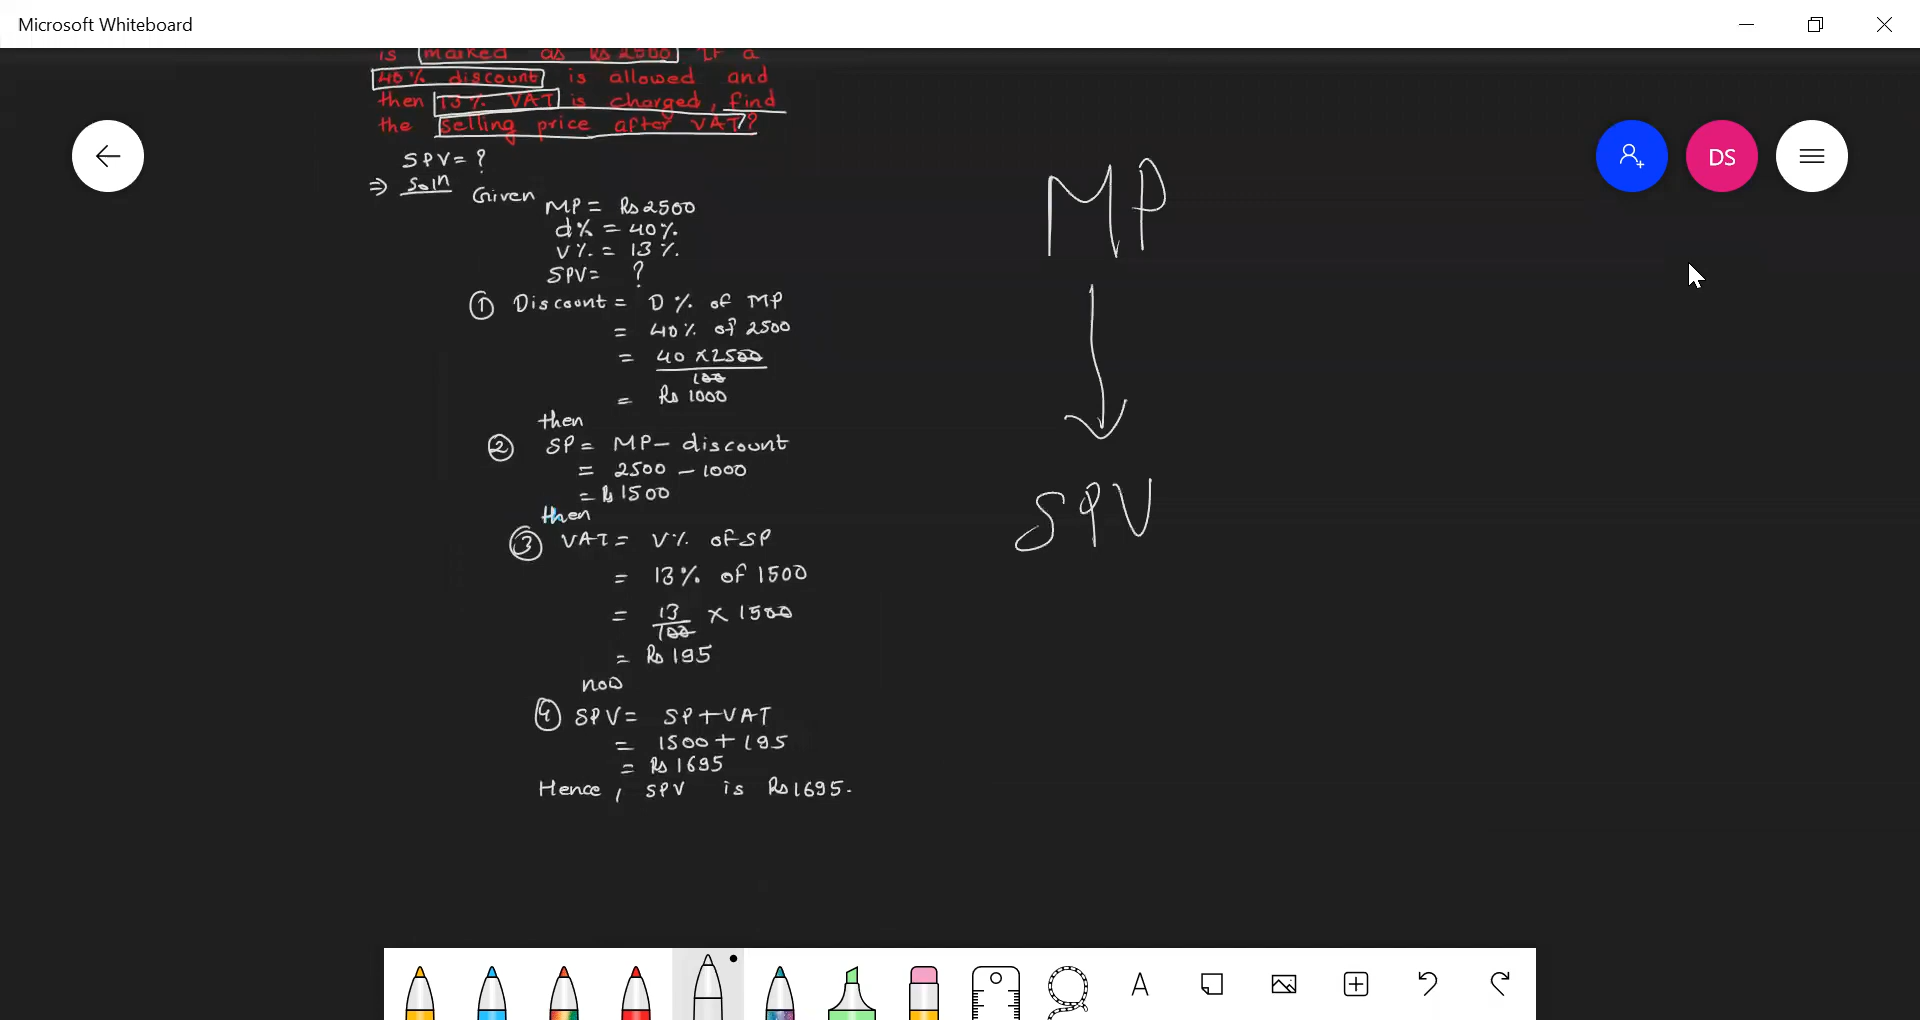 Microsoft Whiteboard
is marked as Rs 2500 If a
40% discount is allowed and
then 13% VAT is charged, find
the selling price after VAT?
SPV = ?
⇒ Soln
Given
MP = Rs 2500
d% = 40%
V% = 13%
SPV = ?
① Discount = D% of MP
= 40% of 2500
= 40 × 2500
100
= Rs 1000
then
② SP = MP - discount
= 2500 - 1000
= Rs 1500
then
③ VAT = V% of SP
= 13% of 1500
= 13/100 × 1500
= Rs 195
now
④ SPV = SP + VAT
= 1500 + 195
= Rs 1695
Hence, SPV is Rs 1695.
MP
SPV
DS
A